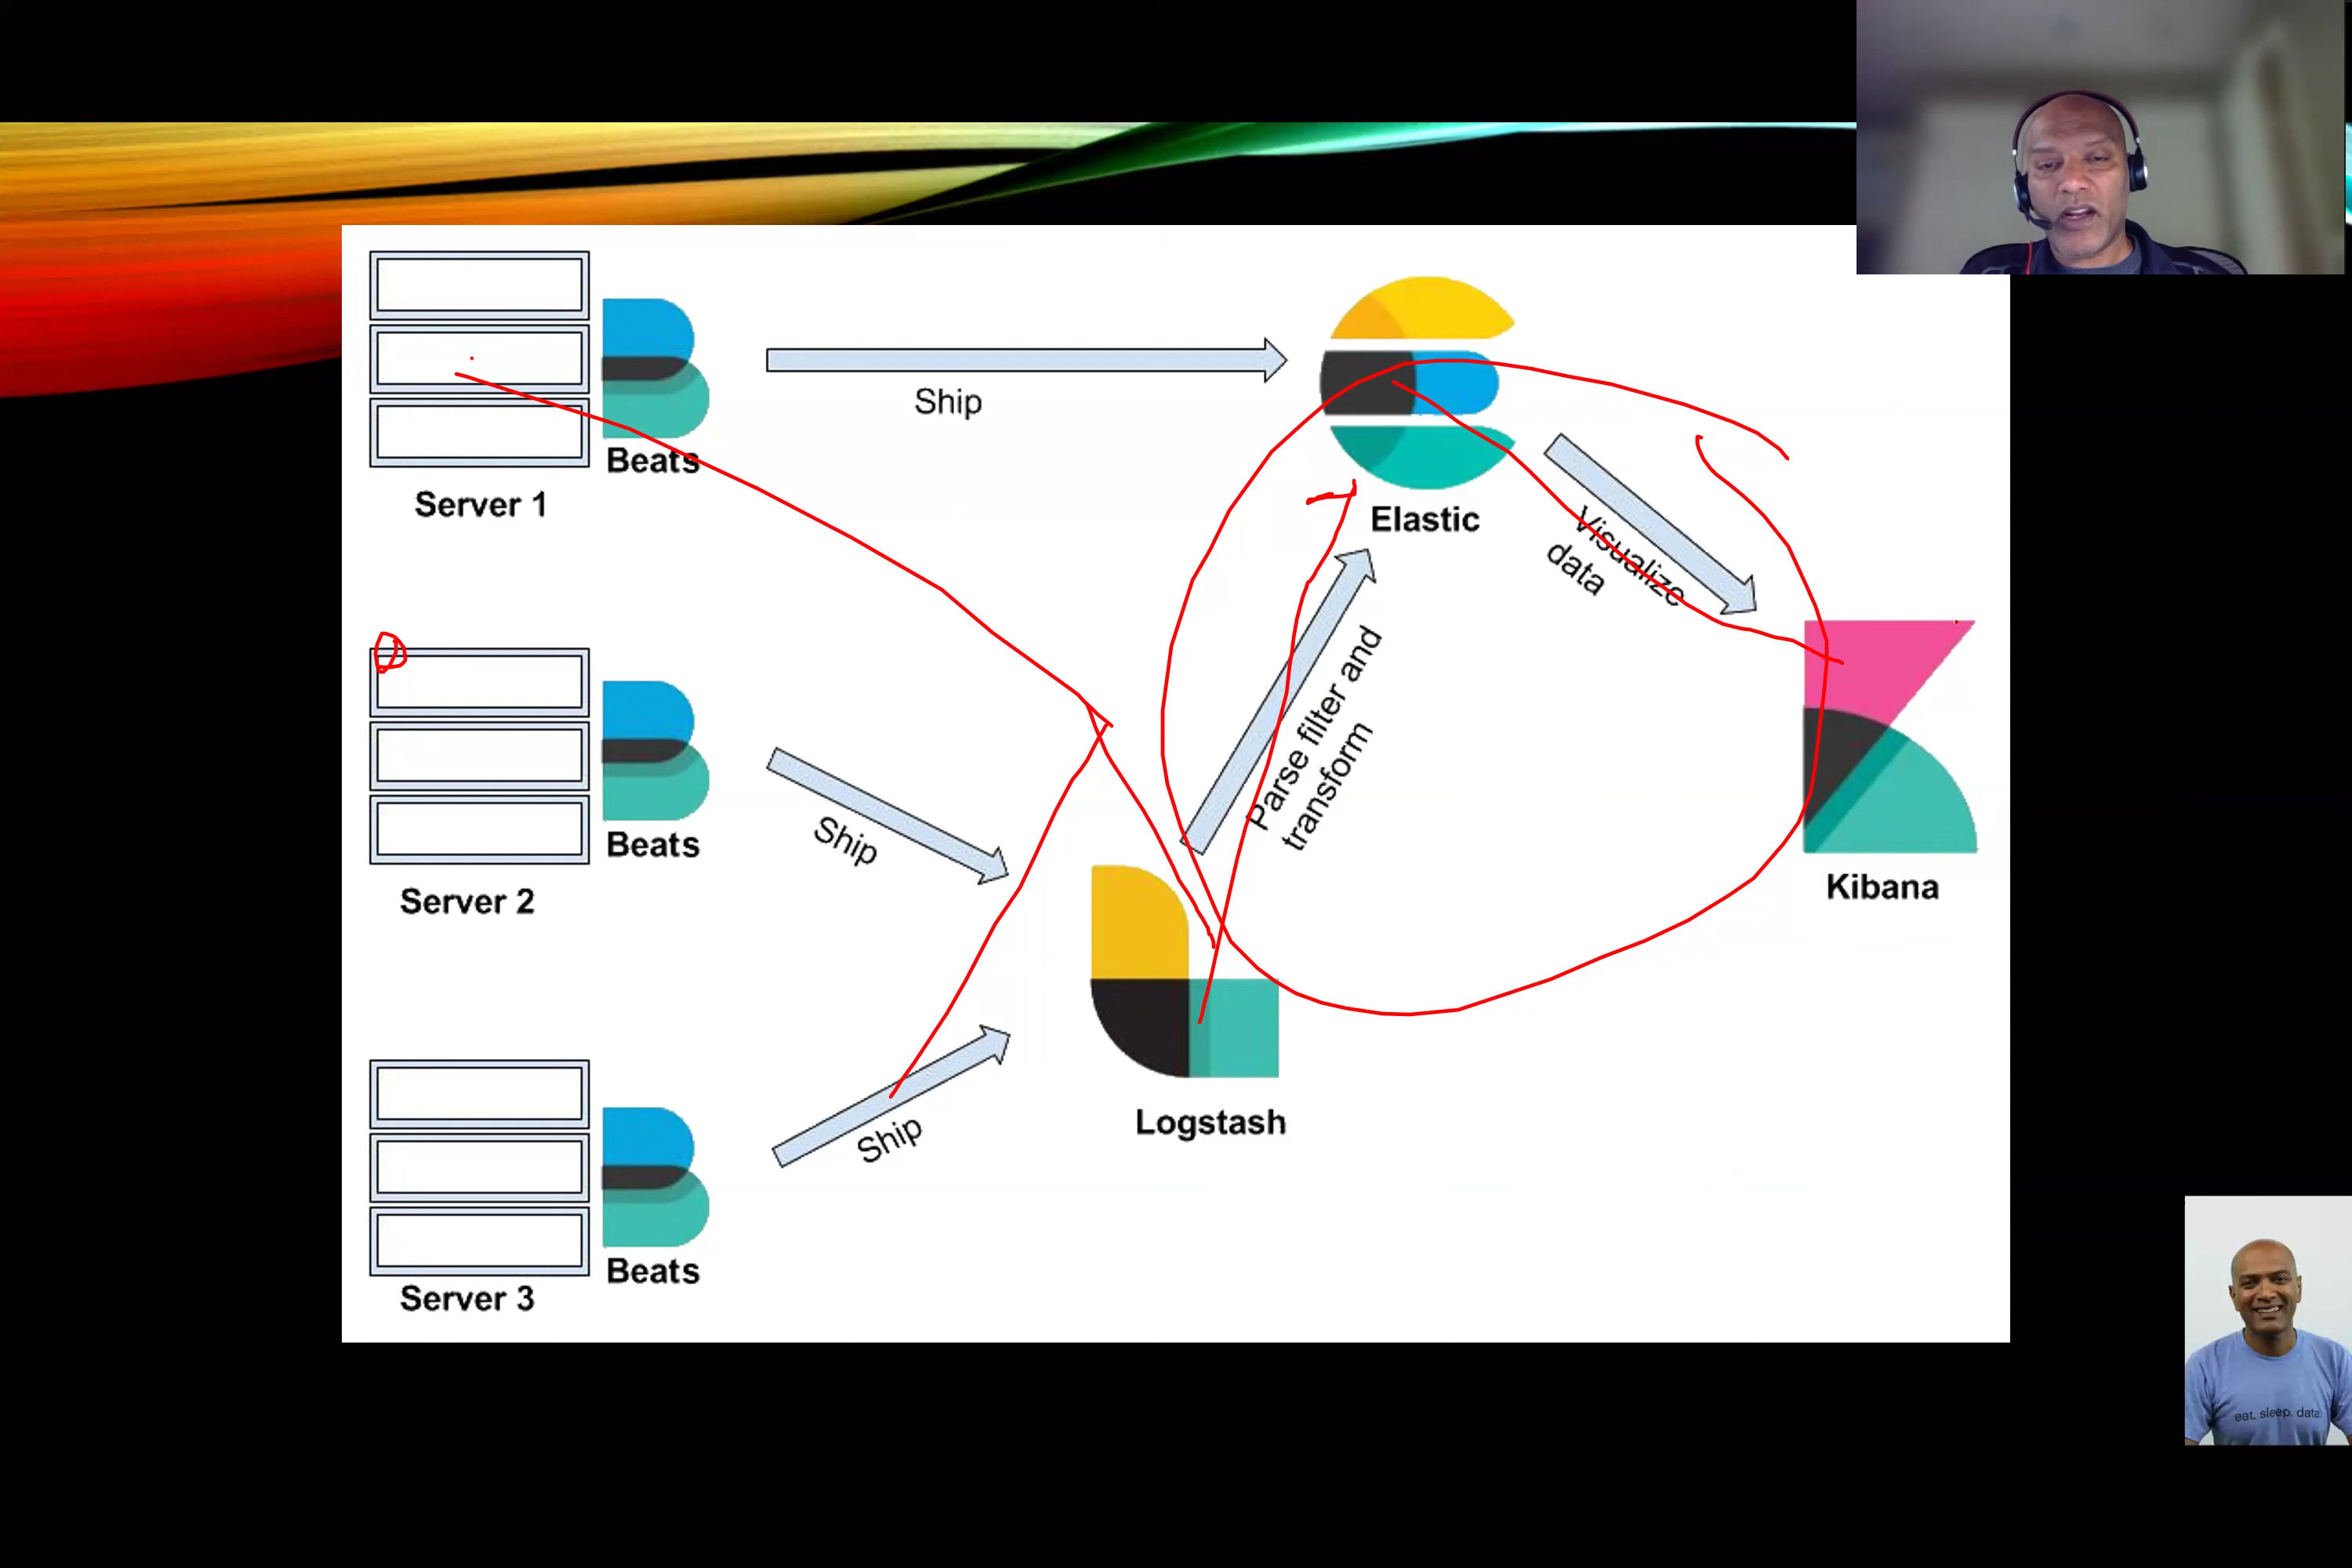 Ship
Beats
Server 1
Elastic
Visualize
data
Beats
Server 2
Ship
Parse filter and
transform
Kibana
Logstash
Ship
Beats
Server 3
eat. sleep. data